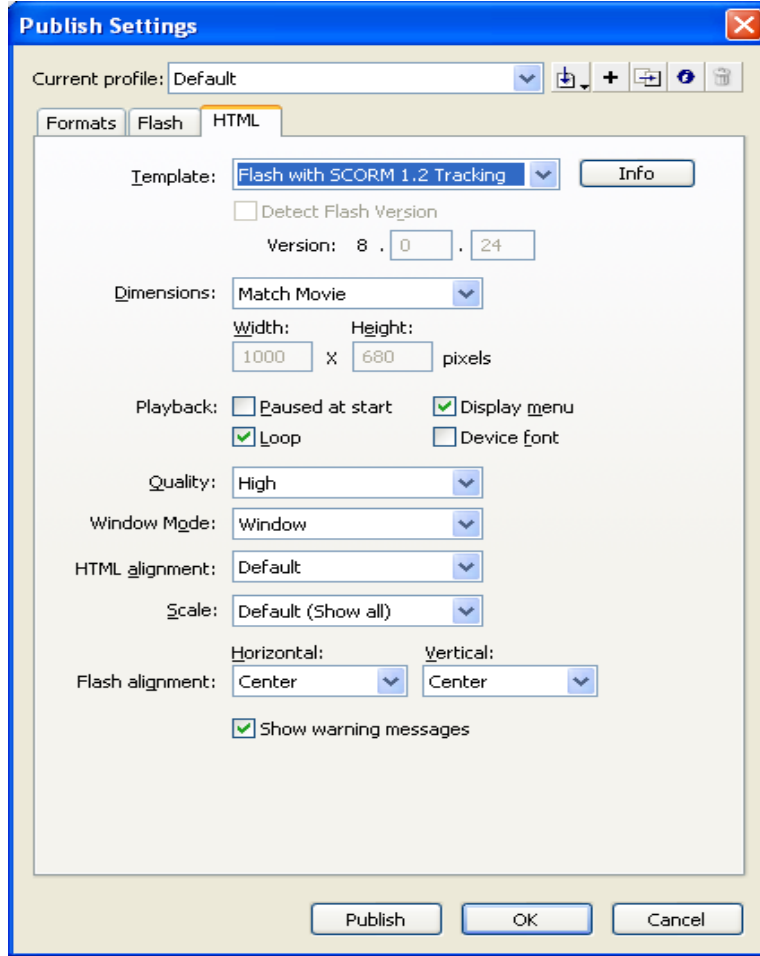 Publish Settings
Current profile: Default
Formats Flash HTML
Template: Flash with SCORM 1.2 Tracking Info
Detect Flash Version
Version: 8 . 0 . 24
Dimensions: Match Movie
Width: Height:
1000 X 680 pixels
Playback: Paused at start Display menu
Loop Device font
Quality: High
Window Mode: Window
HTML alignment: Default
Scale: Default (Show all)
Horizontal: Vertical:
Flash alignment: Center Center
Show warning messages
Publish OK Cancel